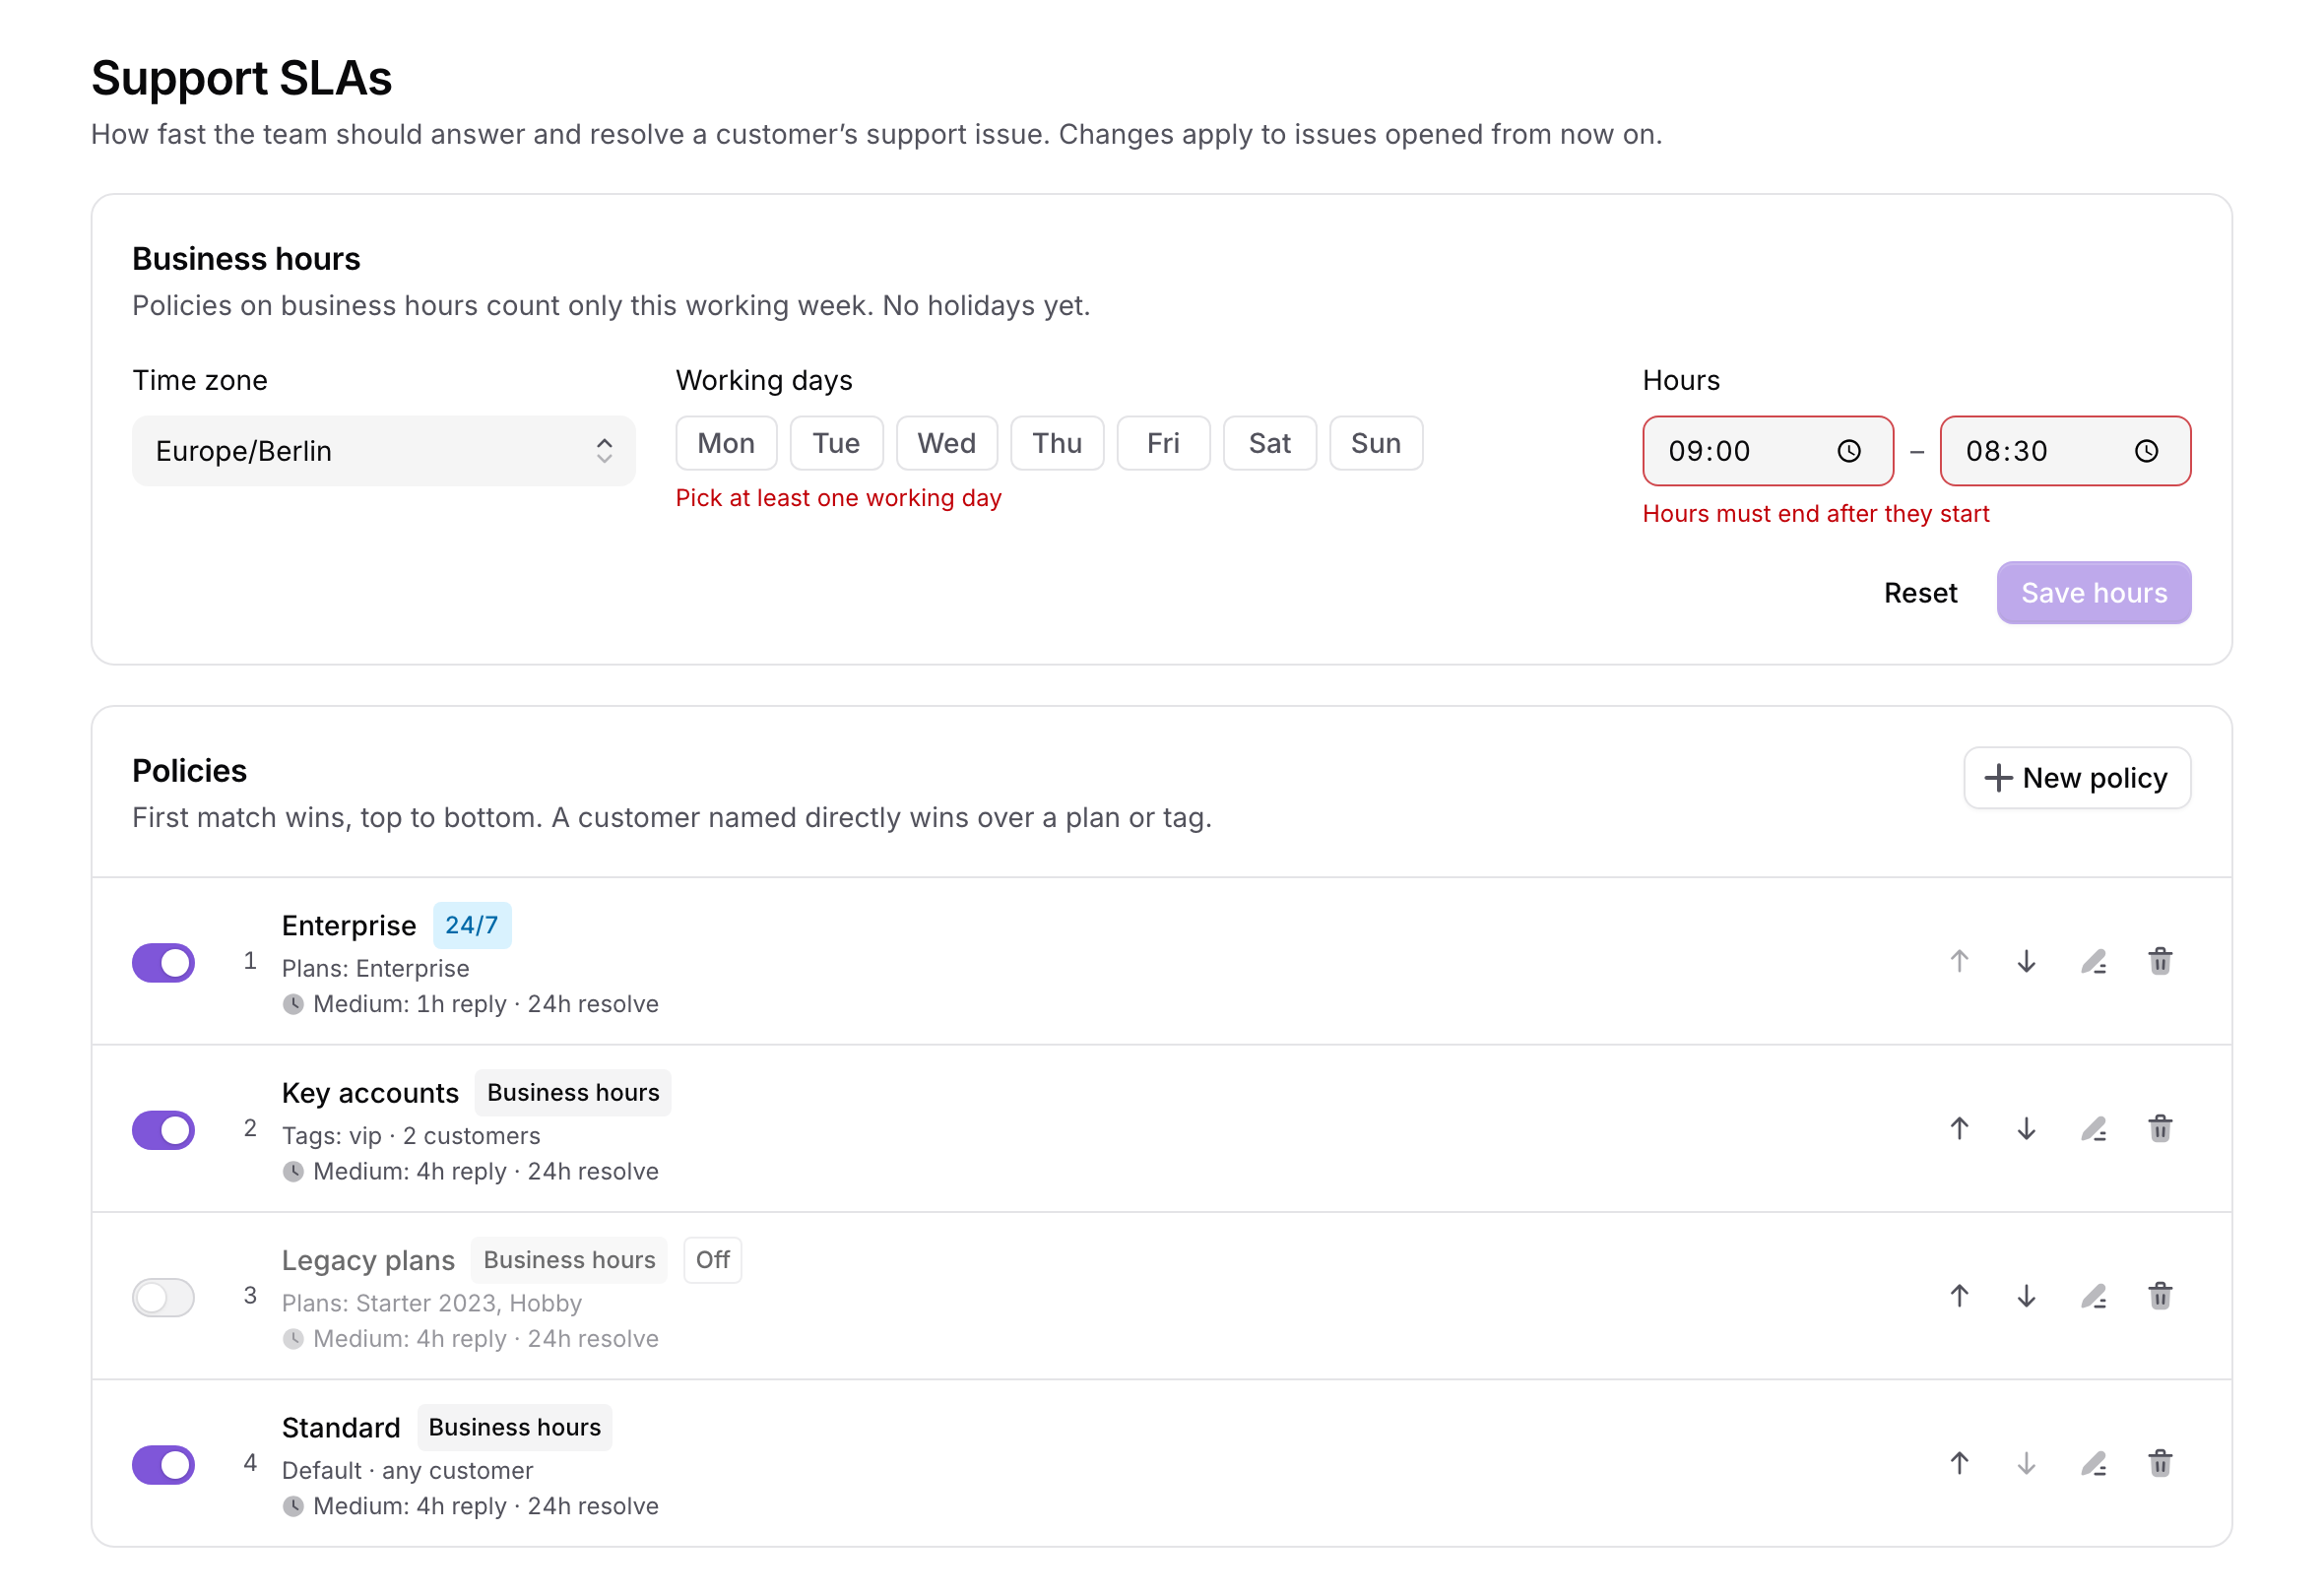 Support SLAs
How fast the team should answer and resolve a customer’s support issue. Changes apply to issues opened from now on.
Business hours
Policies on business hours count only this working week. No holidays yet.
Time zone
Europe/Berlin
Working days
Mon Tue Wed Thu Fri Sat Sun
Pick at least one working day
Hours
09:00 – 08:30
Hours must end after they start
Reset Save hours
Policies
First match wins, top to bottom. A customer named directly wins over a plan or tag.
New policy
1
Enterprise 24/7
Plans: Enterprise
Medium: 1h reply · 24h resolve
2
Key accounts Business hours
Tags: vip · 2 customers
Medium: 4h reply · 24h resolve
3
Legacy plans Business hours Off
Plans: Starter 2023, Hobby
Medium: 4h reply · 24h resolve
4
Standard Business hours
Default · any customer
Medium: 4h reply · 24h resolve